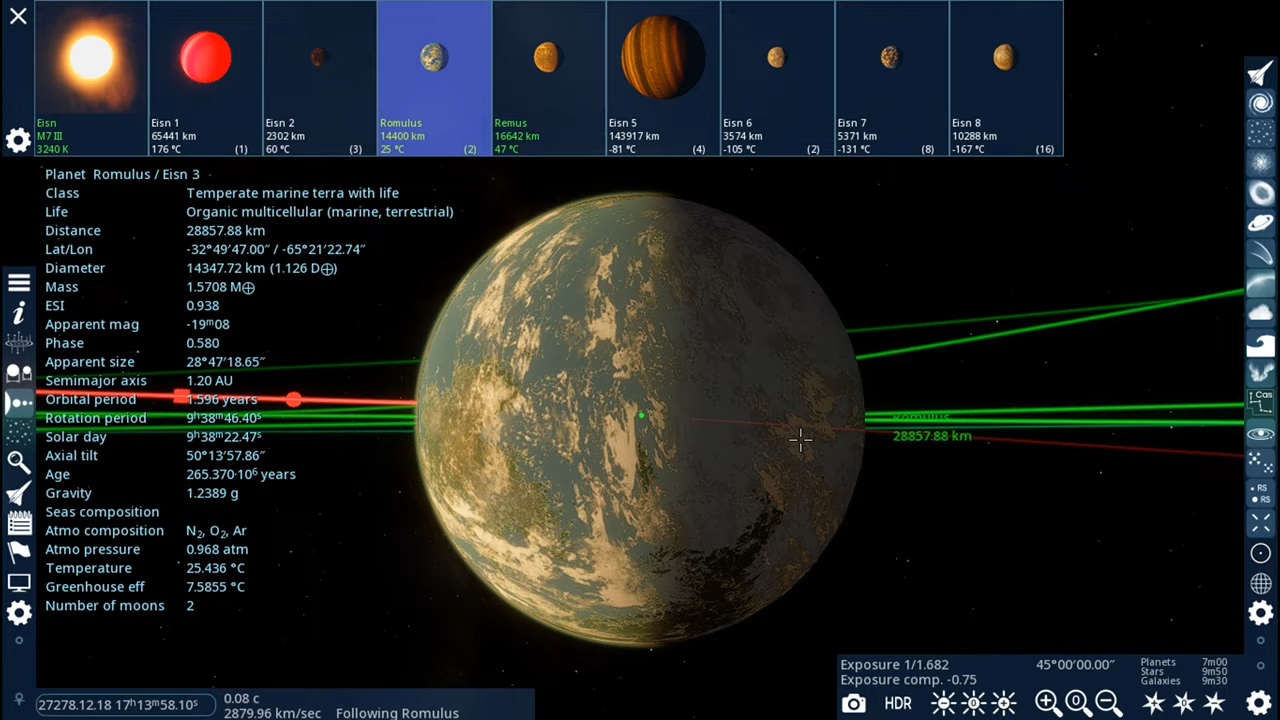 Eisn
M7 III
3240 K
Eisn 1
65441 km
176 °C (1)
Eisn 2
2302 km
60 °C (3)
Romulus
14400 km
25 °C (2)
Remus
16642 km
47 °C
Eisn 5
143917 km
-81 °C (4)
Eisn 6
3574 km
-105 °C (2)
Eisn 7
5371 km
-131 °C (8)
Eisn 8
10288 km
-167 °C (16)
Planet Romulus / Eisn 3
Class Temperate marine terra with life
Life Organic multicellular (marine, terrestrial)
Distance 28857.88 km
Lat/Lon -32°49′47.00″ / -65°21′22.74″
Diameter 14347.72 km (1.126 D⊕)
Mass 1.5708 M⊕
ESI 0.938
Apparent mag -19ᵐ08
Phase 0.580
Apparent size 28°47′18.65″
Semimajor axis 1.20 AU
Orbital period 1.596 years
Rotation period 9ʰ38ᵐ46.40ˢ
Solar day 9ʰ38ᵐ22.47ˢ
Axial tilt 50°13′57.86″
Age 265.370·10⁶ years
Gravity 1.2389 g
Seas composition
Atmo composition N₂, O₂, Ar
Atmo pressure 0.968 atm
Temperature 25.436 °C
Greenhouse eff 7.5855 °C
Number of moons 2
Romulus
28857.88 km
Cas
RS
RS
27278.12.18 17ʰ13ᵐ58.10ˢ
0.08 c
2879.96 km/sec Following Romulus
Exposure 1/1.682 45°00′00.00″
Exposure comp. -0.75
Planets 7m00
Stars 9m50
Galaxies 9m30
HDR